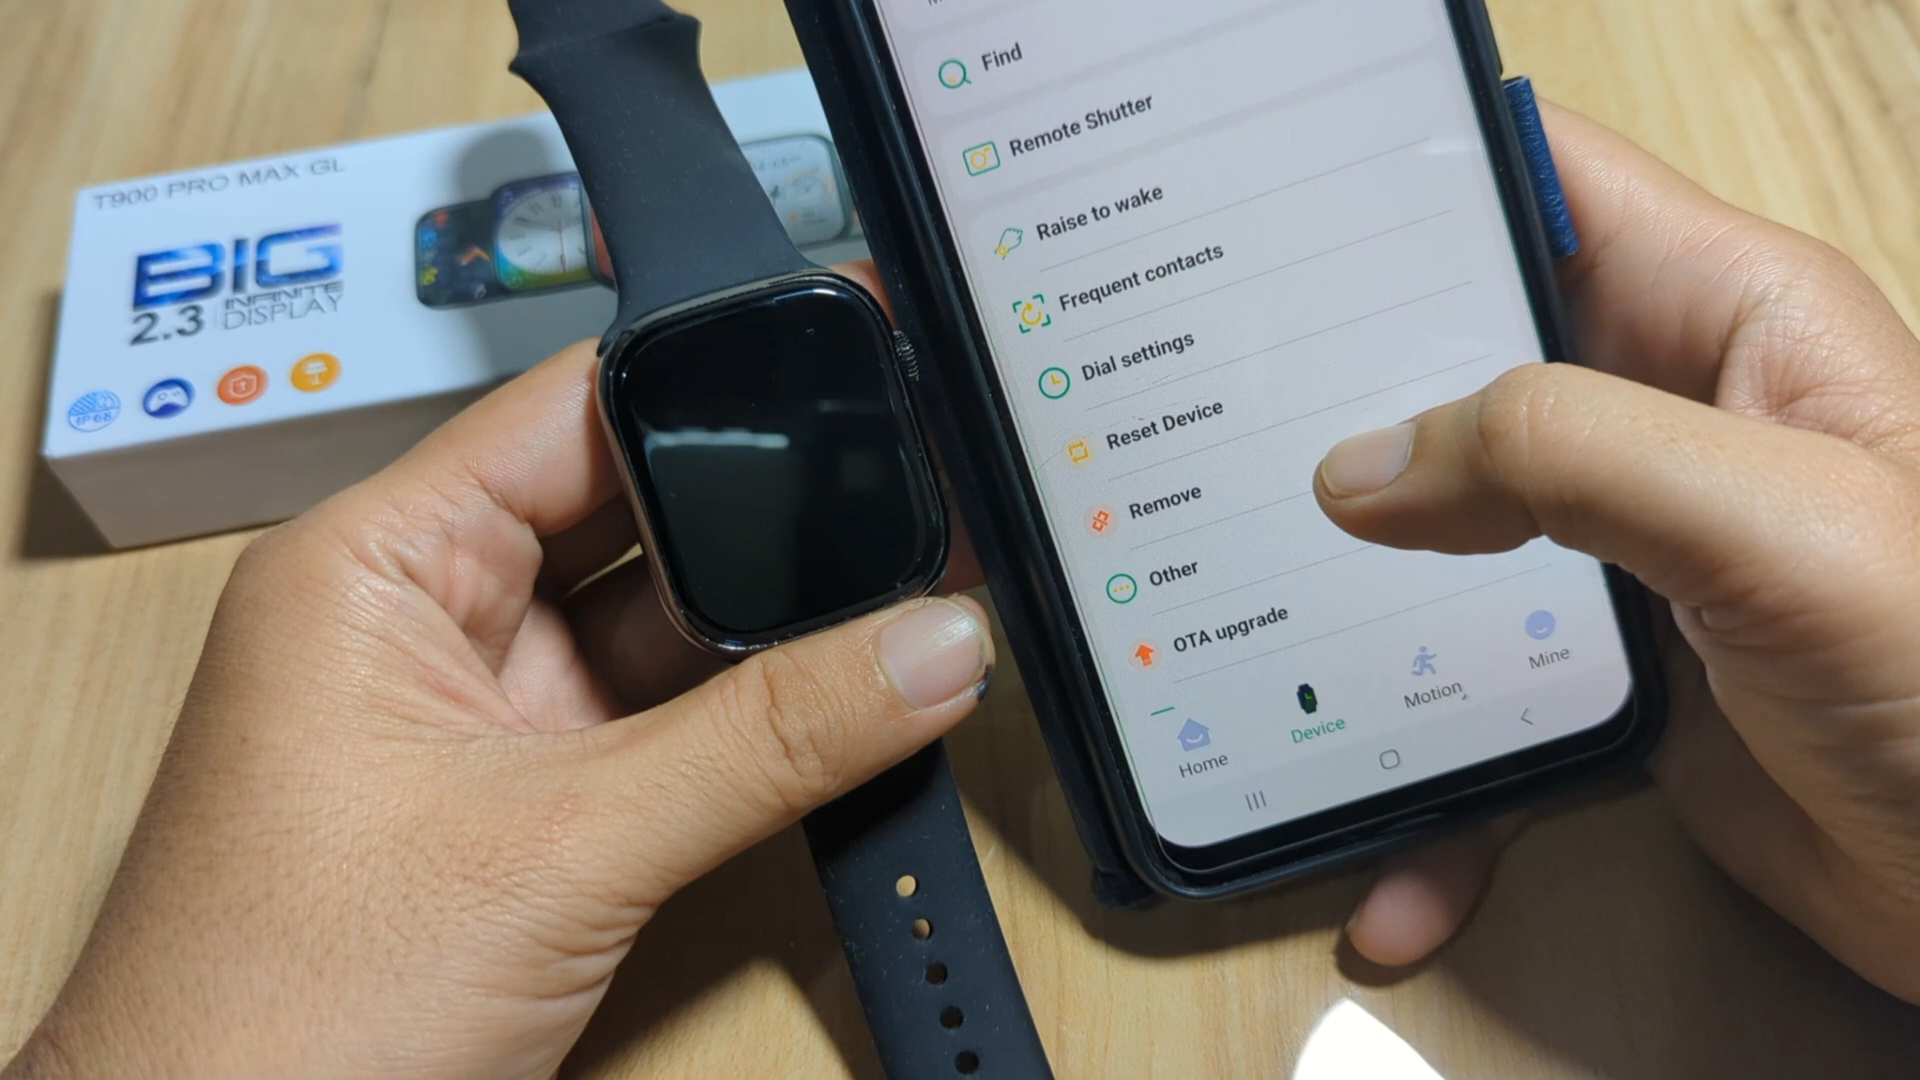 T900 PRO MAX GL
BIG
2.3 INFINITE
DISPLAY
IP68
Find
Remote Shutter
Raise to wake
Frequent contacts
Dial settings
Reset Device
Remove
Other
OTA upgrade
Home
Device
Motion
Mine